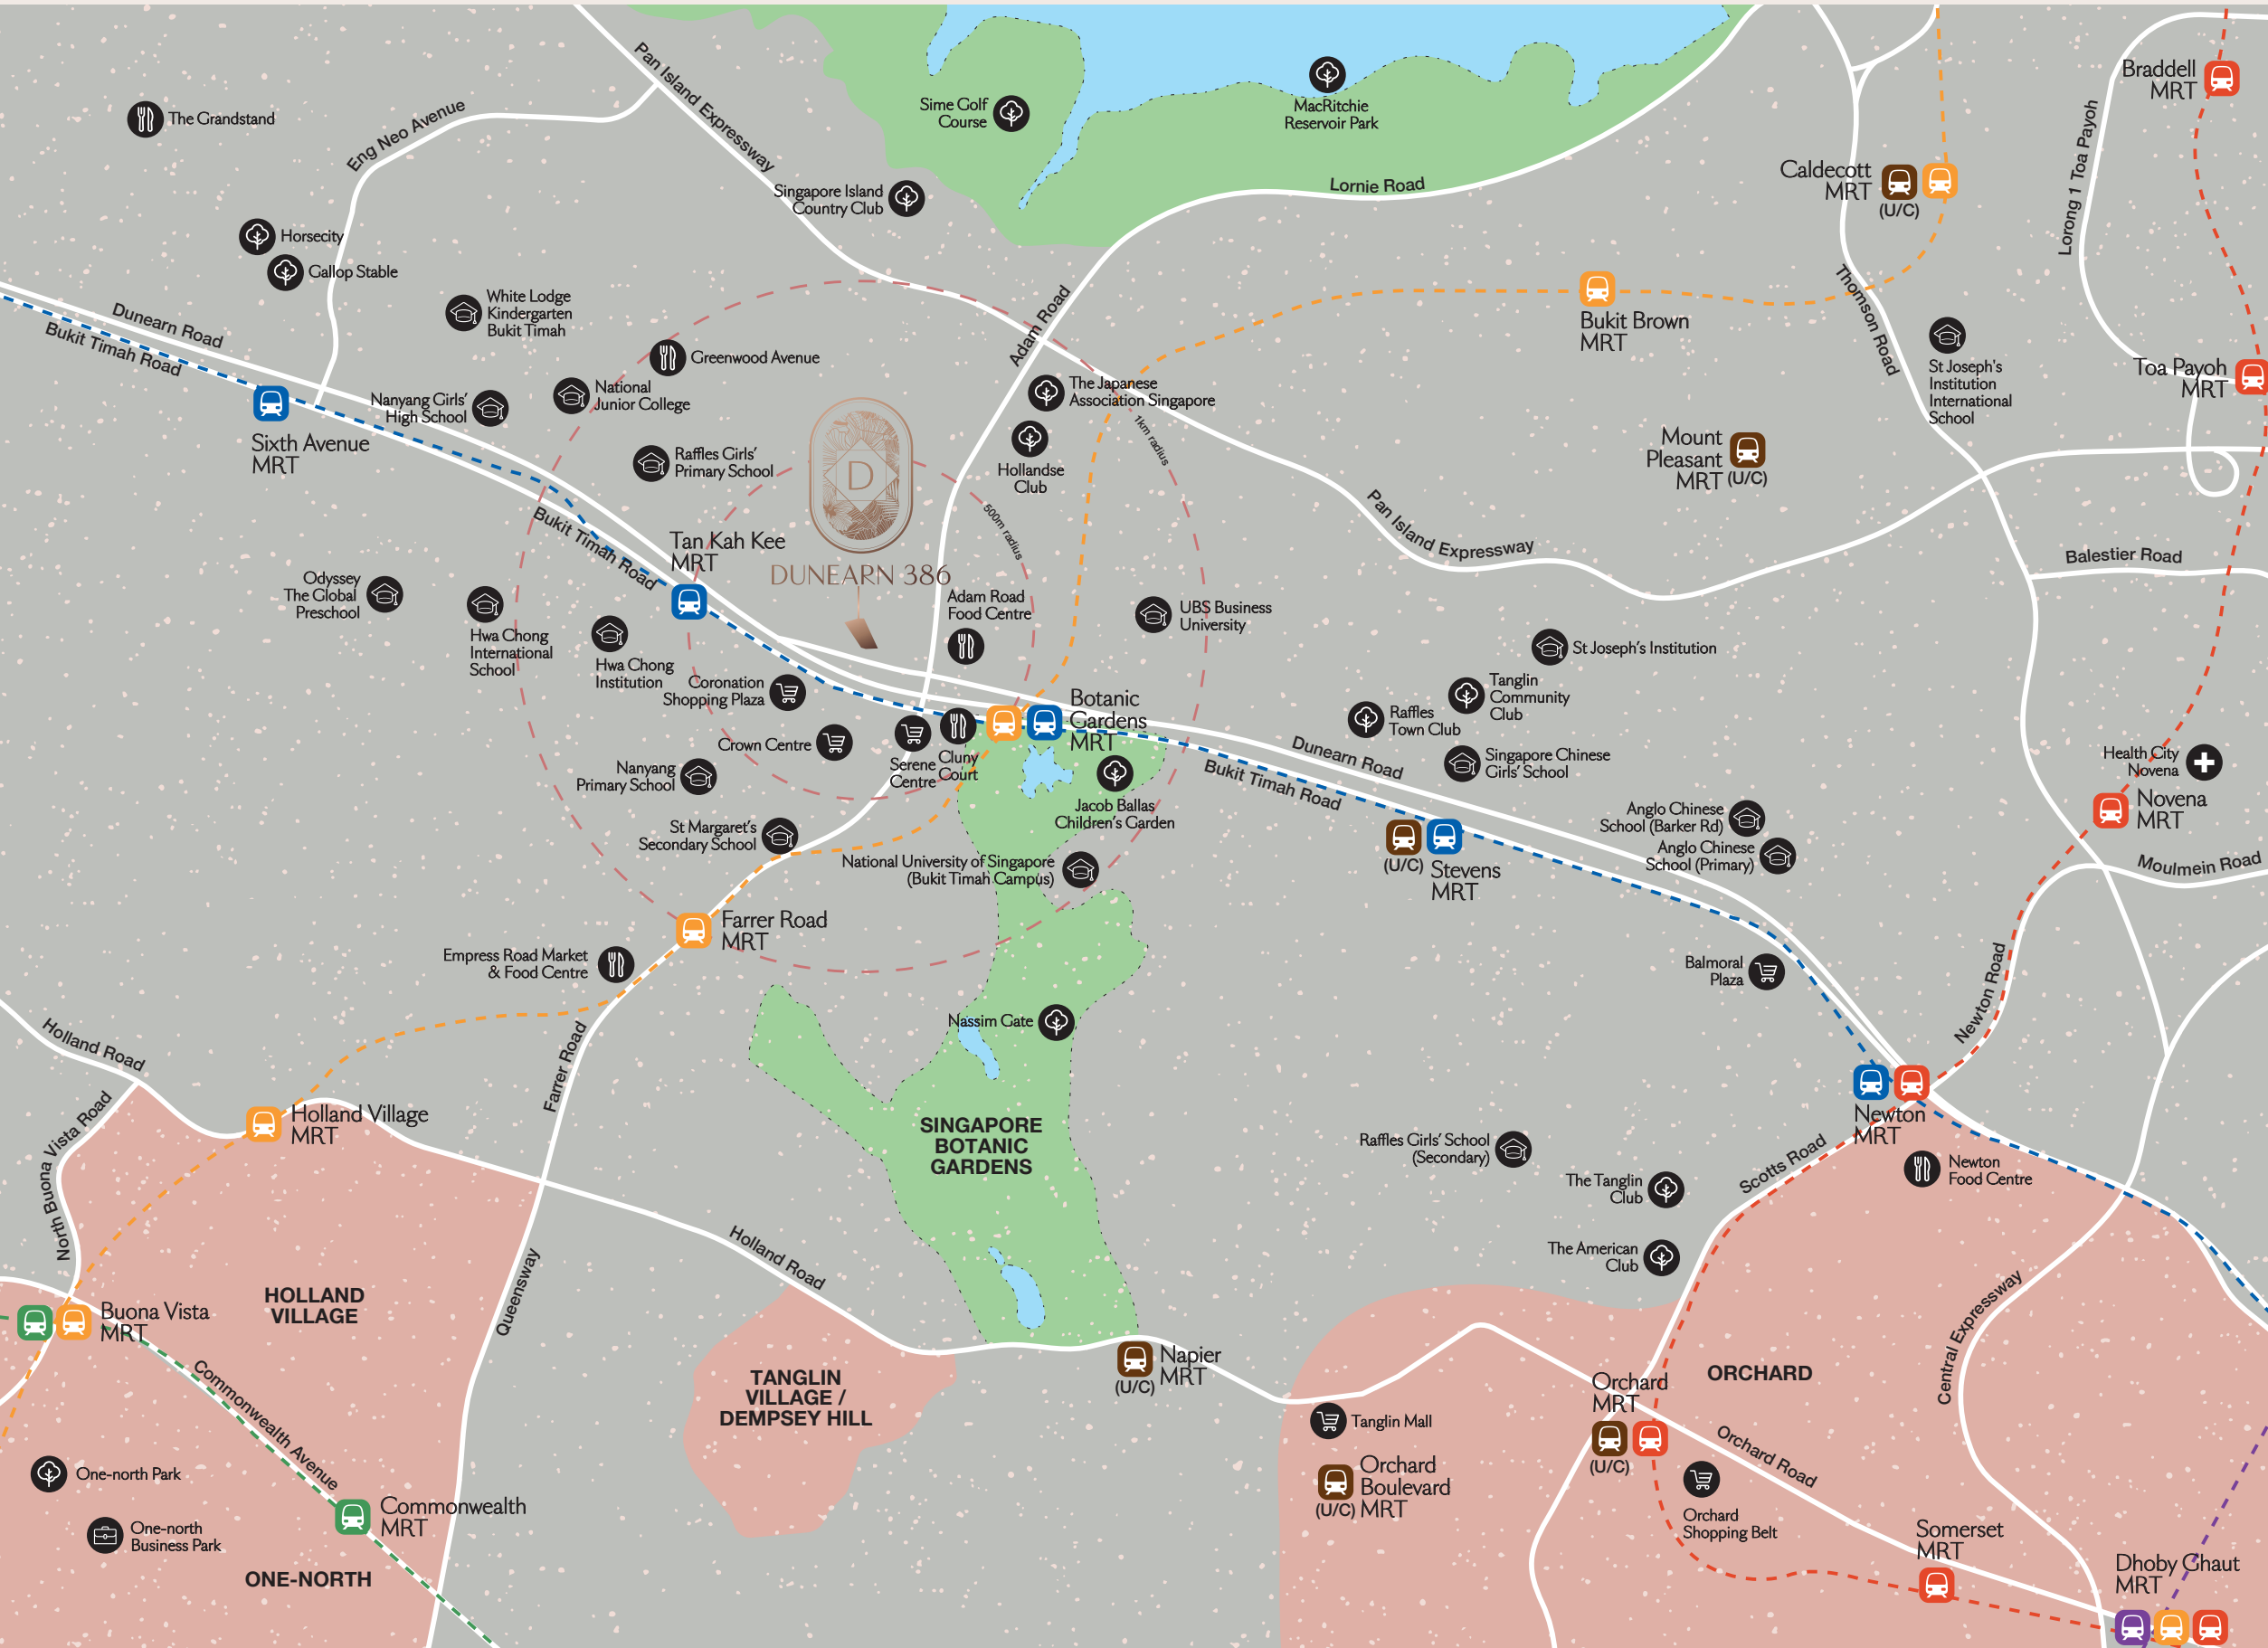 Pan Island Expressway
Braddell
MRT
The Grandstand
Eng Neo Avenue
Sime Golf
Course
MacRitchie
Reservoir Park
Lorong 1 Toa Payoh
Caldecott
MRT
(U/C)
Singapore Island
Country Club
Lornie Road
Horsecity
Gallop Stable
White Lodge
Kindergarten
Bukit Timah
Dunearn Road
Bukit Timah Road
Greenwood Avenue
Adam Road
Bukit Brown
MRT
Thomson Road
St Joseph's
Institution
International
School
Toa Payoh
MRT
Nanyang Girls'
High School
National
Junior College
The Japanese
Association Singapore
1km radius
Sixth Avenue
MRT
Raffles Girls'
Primary School
D
Hollandse
Club
Mount
Pleasant
MRT
(U/C)
500m radius
Bukit Timah Road
Pan Island Expressway
Tan Kah Kee
MRT
DUNEARN 386
Balestier Road
Odyssey
The Global
Preschool
Hwa Chong
International
School
Hwa Chong
Institution
Adam Road
Food Centre
UBS Business
University
St Joseph's Institution
Coronation
Shopping Plaza
Botanic
Gardens
MRT
Tanglin
Community
Club
Raffles
Town Club
Crown Centre
Serene
Centre
Cluny
Court
Dunearn Road
Bukit Timah Road
Singapore Chinese
Girls' School
Health City
Novena
Nanyang
Primary School
Jacob Ballas
Children's Garden
Novena
MRT
St Margaret's
Secondary School
Anglo Chinese
School (Barker Rd)
Anglo Chinese
School (Primary)
National University of Singapore
(Bukit Timah Campus)
(U/C)
Stevens
MRT
Moulmein Road
Farrer Road
MRT
Empress Road Market
& Food Centre
Balmoral
Plaza
Newton Road
Nassim Gate
Holland Road
Farrer Road
North Buona Vista Road
Holland Village
MRT
SINGAPORE
BOTANIC
GARDENS
Newton
MRT
Raffles Girls' School
(Secondary)
Scotts Road
Newton
Food Centre
The Tanglin
Club
Holland Road
The American
Club
Queensway
HOLLAND
VILLAGE
Buona Vista
MRT
Central Expressway
Napier
MRT
(U/C)
TANGLIN
VILLAGE /
DEMPSEY HILL
Commonwealth Avenue
ORCHARD
Orchard
MRT
(U/C)
Tanglin Mall
Orchard Road
One-north Park
Orchard
Boulevard
MRT
(U/C)
Orchard
Shopping Belt
Commonwealth
MRT
One-north
Business Park
Somerset
MRT
ONE-NORTH
Dhoby Ghaut
MRT